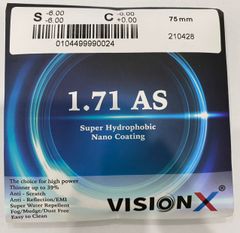 S -6.00 C -0.00
-6.00 +0.00
75 mm
0104499990024
210428
1.71 AS
Super Hydrophobic
Nano Coating
The choice for high power
Thinner up to 39%
Anti - Scratch
Anti - Reflection/EMI
Super Water Repellent
Fog/Mudge/Dust Free
Easy to Clean
VISION X®